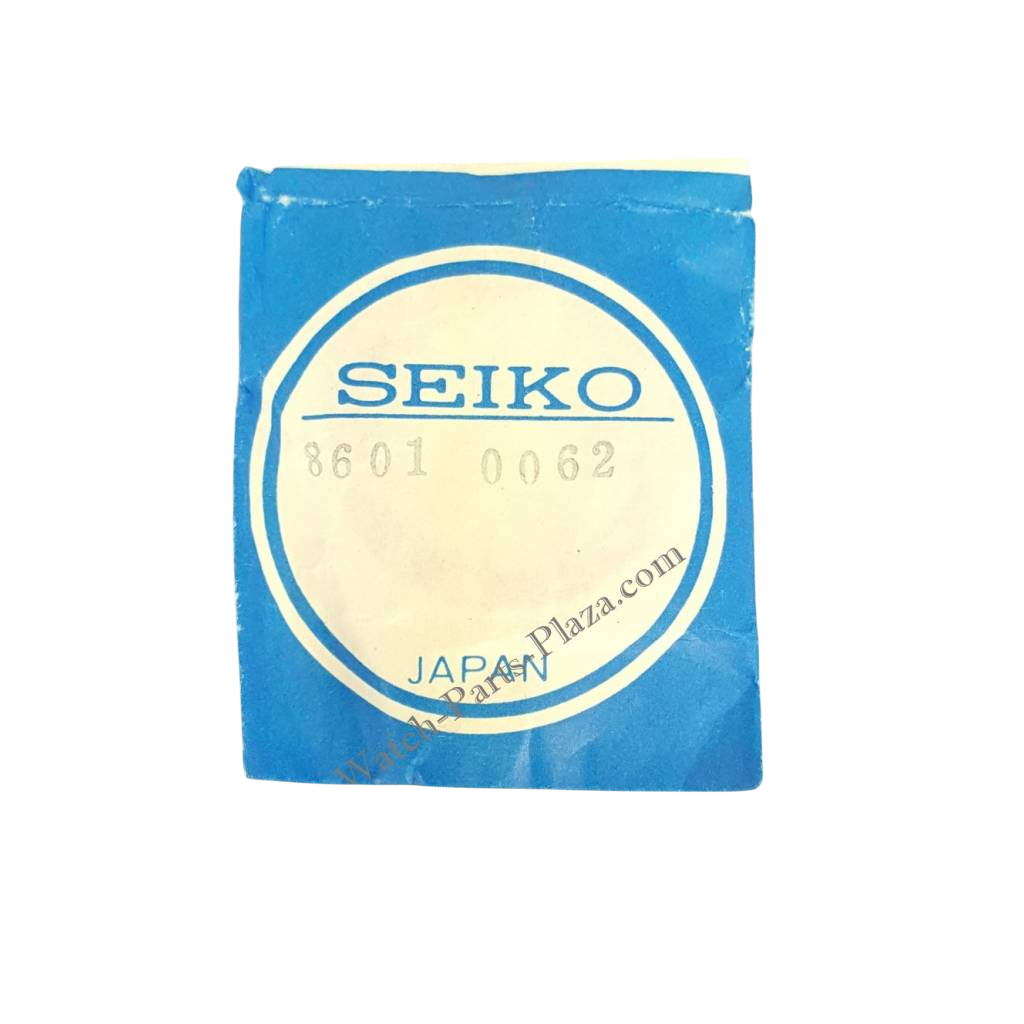 SEIKO
8601 0062
JAPAN
Watch-Parts-Plaza.com